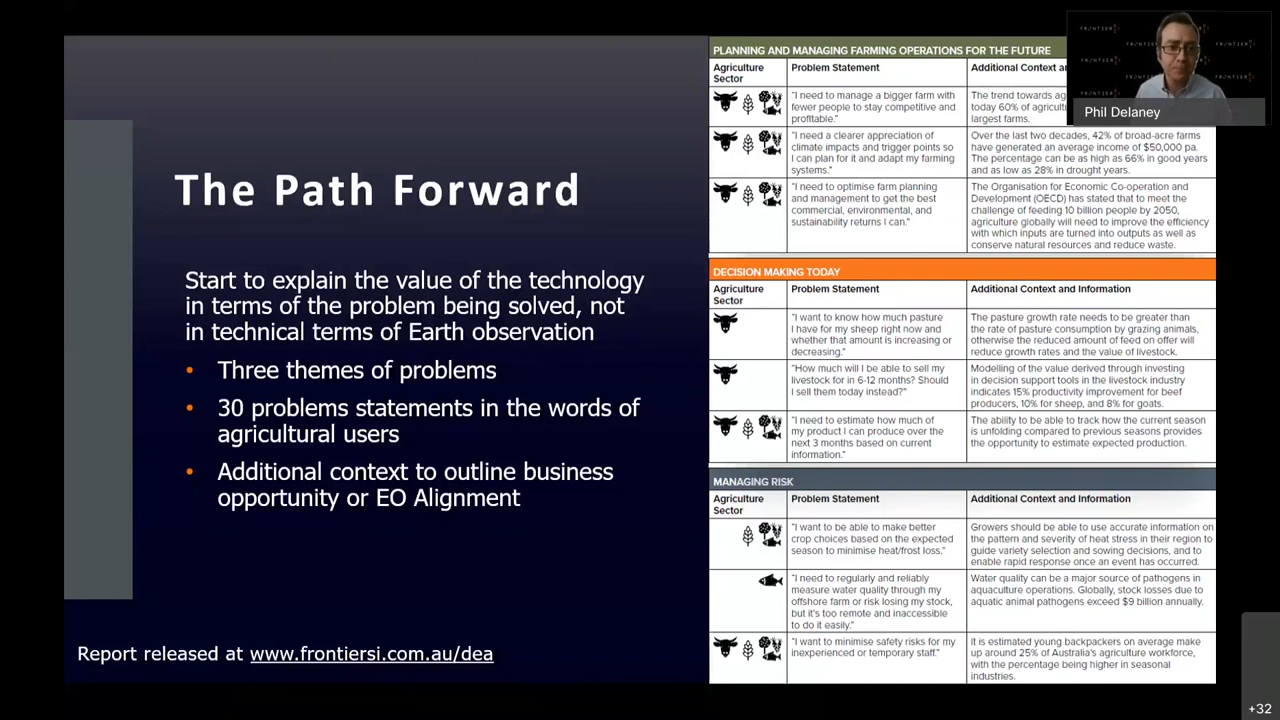 The Path Forward
Start to explain the value of the technology
in terms of the problem being solved, not
in technical terms of Earth observation
• Three themes of problems
• 30 problems statements in the words of
agricultural users
• Additional context to outline business
opportunity or EO Alignment
Report released at www.frontiersi.com.au/dea
PLANNING AND MANAGING FARMING OPERATIONS FOR THE FUTURE
Agriculture
Sector
Problem Statement
Additional Context
"I need to manage a bigger farm with
fewer people to stay competitive and
profitable."
The trend towards
today 60% of
largest farms.
"I need a clearer appreciation of
climate impacts and trigger points so
I can plan for it and adapt my farming
systems."
Over the last two decades, 42% of broad-acre farms
have generated an average income of $50,000 pa.
The percentage can be as high as 66% in good years
and as low as 28% in drought years.
"I need to optimise farm planning
and management to get the best
commercial, environmental, and
sustainability returns I can."
The Organisation for Economic Co-operation and
Development (OECD) has stated that to meet the
challenge of feeding 10 billion people by 2050,
agriculture globally will need to improve the efficiency
with which inputs are turned into outputs as well as
conserve natural resources and reduce waste.
DECISION MAKING TODAY
Agriculture
Sector
Problem Statement
Additional Context and Information
"I want to know how much pasture
I have for my sheep right now and
whether that amount is increasing or
decreasing."
The pasture growth rate needs to be greater than
the rate of pasture consumption by grazing animals,
otherwise the reduced amount of feed on offer will
reduce growth rates and the value of livestock.
"How much will I be able to sell my
livestock for in 6-12 months? Should
I sell them today instead?"
Modelling of the value derived through investing
in decision support tools in the livestock industry
indicates 15% productivity improvement for beef
producers, 10% for sheep, and 8% for goats.
"I need to estimate how much of
my product I can produce over the
next 3 months based on current
information."
The ability to be able to track how the current season
is unfolding compared to previous seasons provides
the opportunity to estimate expected production.
MANAGING RISK
Agriculture
Sector
Problem Statement
Additional Context and Information
"I want to be able to make better
crop choices based on the expected
season to minimise heat/frost loss."
Growers should be able to use accurate information on
the pattern and severity of heat stress in their region to
guide variety selection and sowing decisions, and to
enable rapid response once an event has occurred.
"I need to regularly and reliably
measure water quality through my
offshore farm or risk losing my stock,
but it's too remote and inaccessible
to do it easily."
Water quality can be a major source of pathogens in
aquaculture operations. Globally, stock losses due to
aquatic animal pathogens exceed $9 billion annually.
"I want to minimise safety risks for my
inexperienced or temporary staff."
It is estimated young backpackers on average make
up around 25% of Australia's agriculture workforce,
with the percentage being higher in seasonal
industries.
Phil Delaney
+32